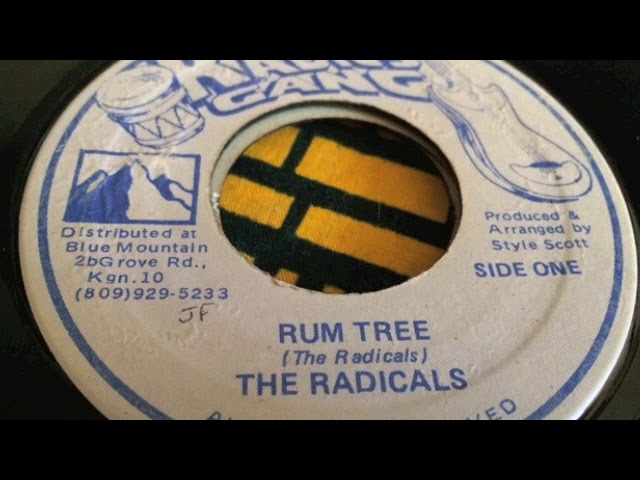 GANG
Distributed at
Blue Mountain
2bGrove Rd.,
Kgn.10
(809)929-5233
JF
Produced &
Arranged by
Style Scott
SIDE ONE
RUM TREE
(The Radicals)
THE RADICALS